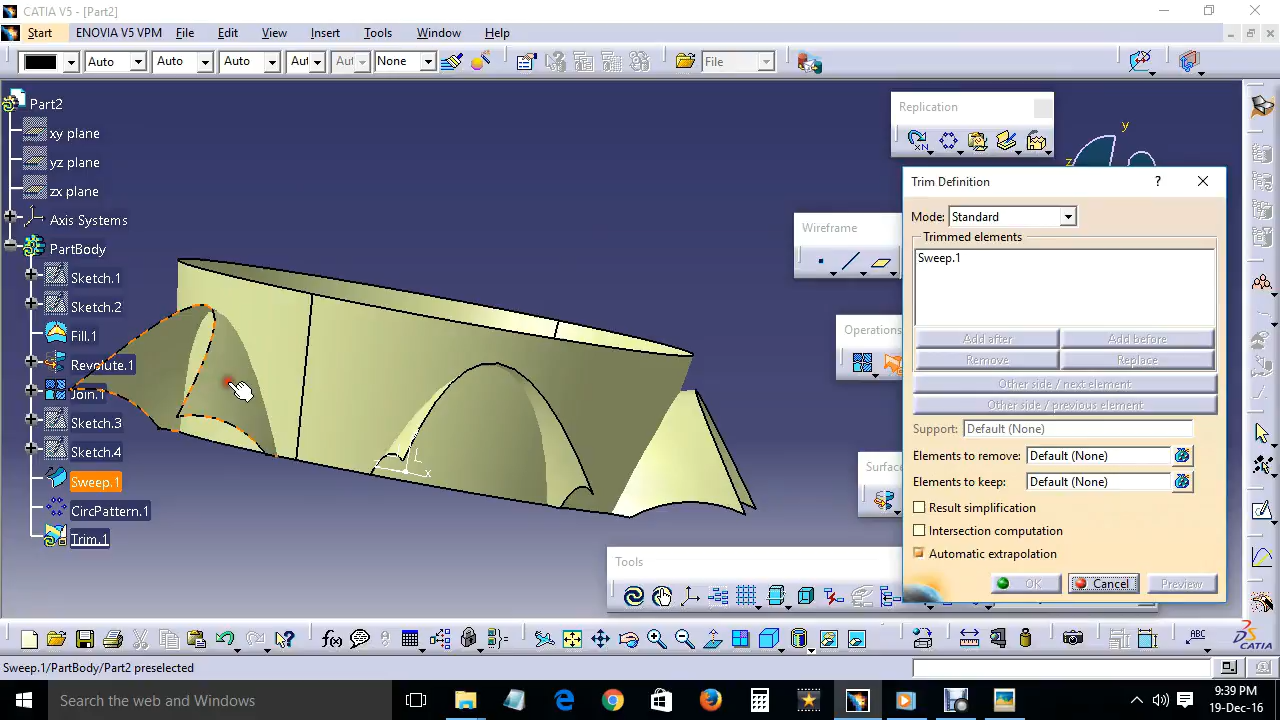 CATIA V5 - [Part2]
Start ENOVIA V5 VPM File Edit View Insert Tools Window Help
Auto Auto Auto Aut Aut None File
Part2
xy plane
yz plane
zx plane
Axis Systems
PartBody
Sketch.1
Sketch.2
Fill.1
Revolute.1
Join.1
Sketch.3
Sketch.4
Sweep.1
CircPattern.1
Trim.1
x
y
z
Replication
Wireframe
Operations
Surface
Tools
Trim Definition
?
Mode: Standard
Trimmed elements
Sweep.1
Add after Add before
Remove Replace
Other side / next element
Other side / previous element
Support: Default (None)
Elements to remove: Default (None)
Elements to keep: Default (None)
Result simplification
Intersection computation
Automatic extrapolation
OK Cancel Preview
f(x)
ABC
CATIA
Sweep.1/PartBody/Part2 preselected
Search the web and Windows
9:39 PM
19-Dec-16